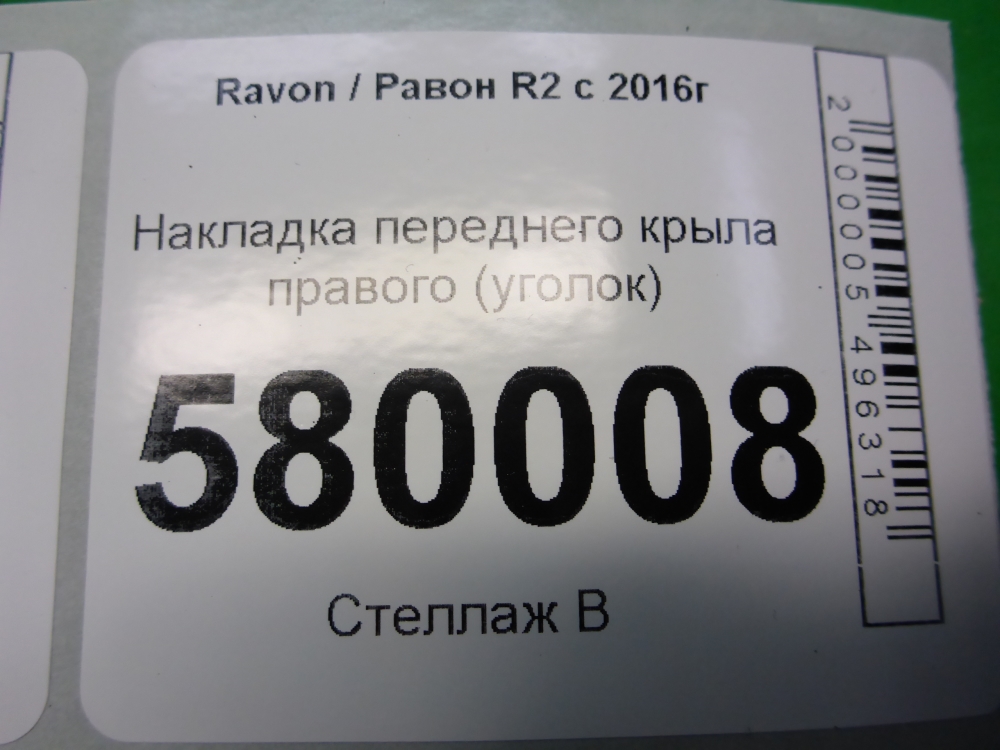 Ravon / Равон R2 с 2016г
Накладка переднего крыла
правого (уголок)
580008
Стеллаж В
2000005496318